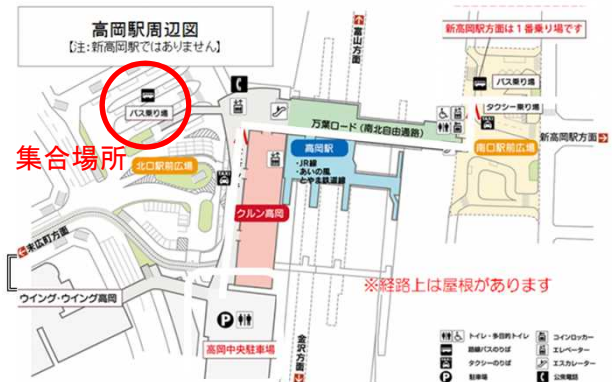 高岡駅周辺図
【注:新高岡駅ではありません】
新高岡駅方面は1番乗り場です
富山方面
バス乗り場
バス乗り場
タクシー乗り場
TAXI
万葉ロード(南北自由通路)
新高岡駅方面
集合場所
北口駅前広場
TAXI
高岡駅
・JR線
・あいの風
とやま鉄道線
南口駅前広場
クルン高岡
末広町方面
※経路上は屋根があります
ウイング・ウイング高岡
P
高岡中央駐車場
金沢方面
トイレ・多目的トイレ
コインロッカー
路線バスのりば
エレベーター
TAXI
タクシーのりば
エスカレーター
P
駐車場
公衆電話